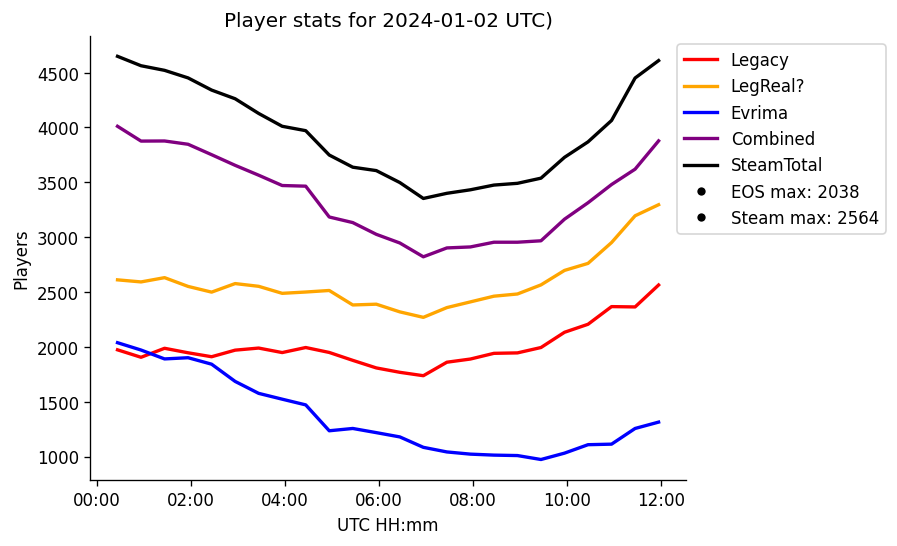 Player stats for 2024-01-02 UTC)
Players
4500
4000
3500
3000
2500
2000
1500
1000
00:00 02:00 04:00 06:00 08:00 10:00 12:00
UTC HH:mm
Legacy
LegReal?
Evrima
Combined
SteamTotal
EOS max: 2038
Steam max: 2564